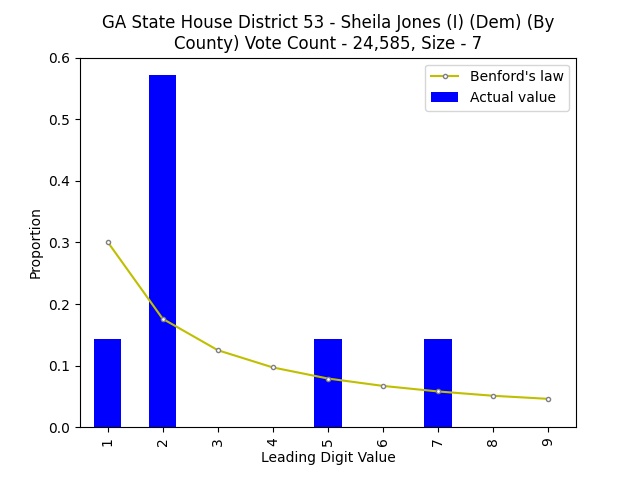 GA State House District 53 - Sheila Jones (I) (Dem) (By
County) Vote Count - 24,585, Size - 7
Benford's law
Actual value
Proportion
0.6
0.5
0.4
0.3
0.2
0.1
0.0
1 2 3 4 5 6 7 8 9
Leading Digit Value